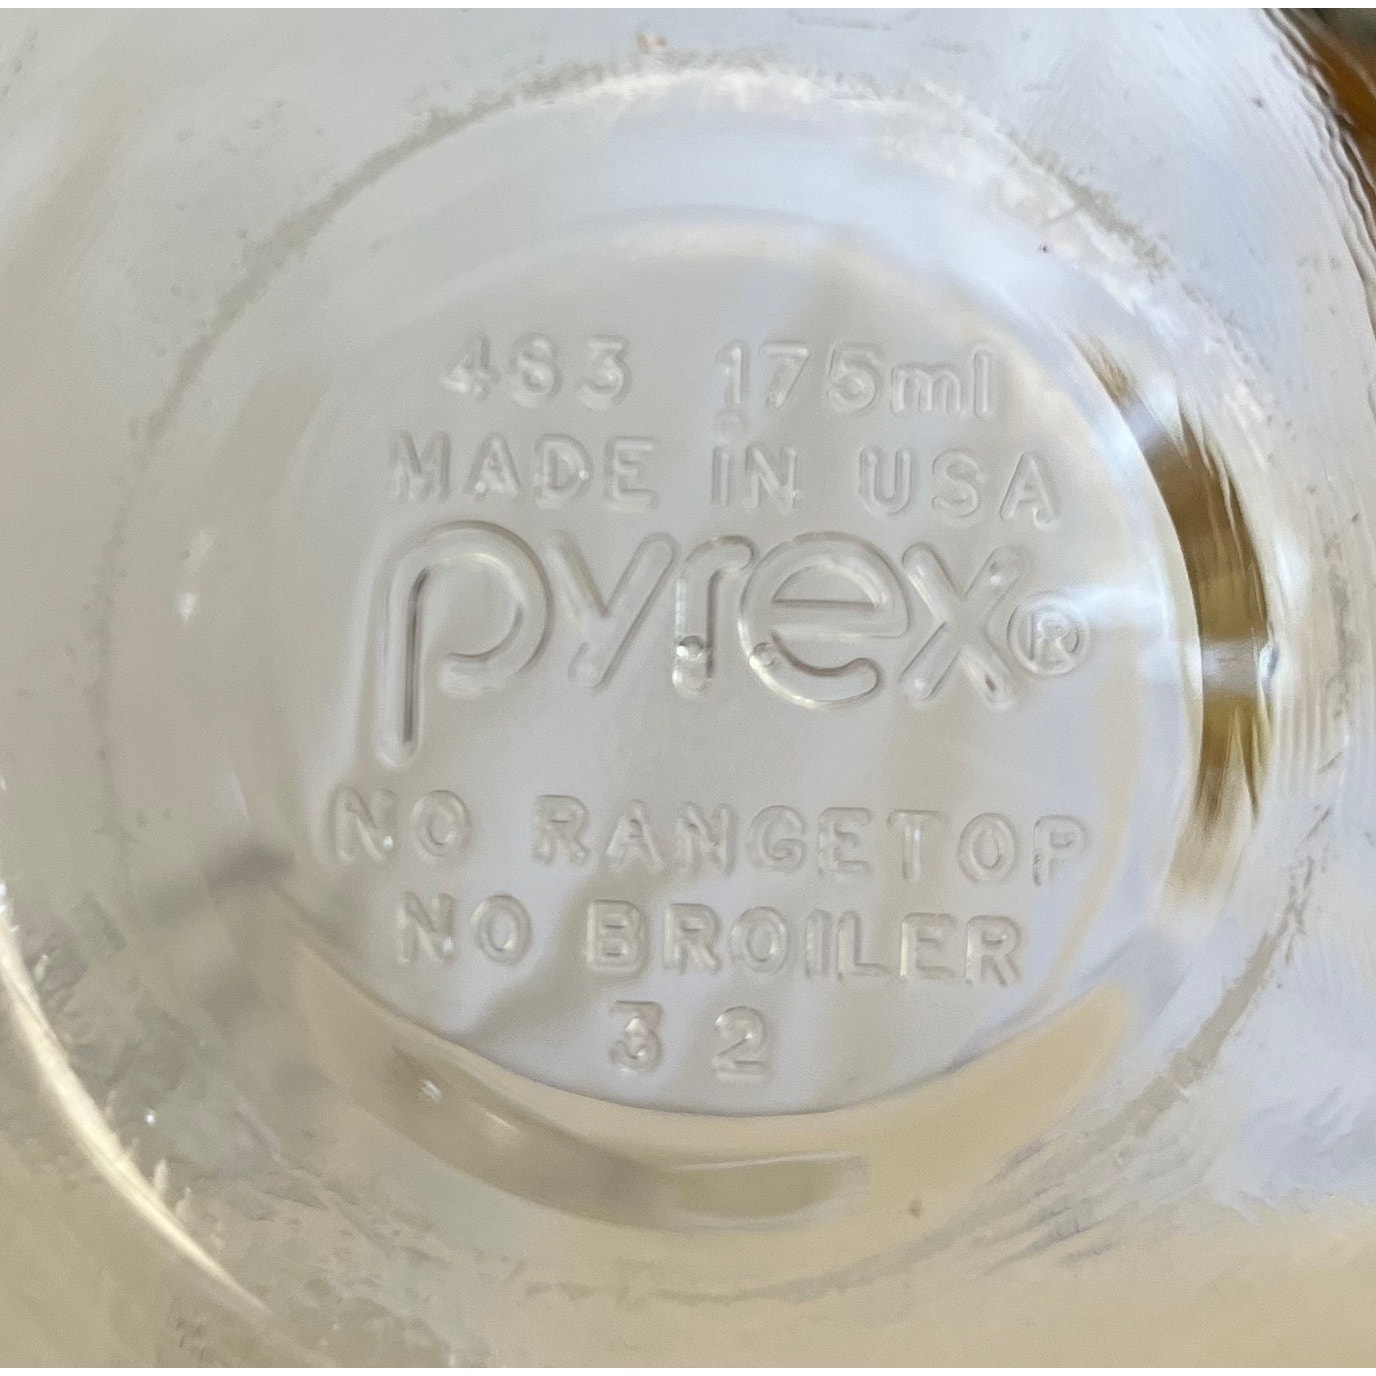 463 175ml
MADE IN USA
pyrex®
NO RANGETOP
NO BROILER
32